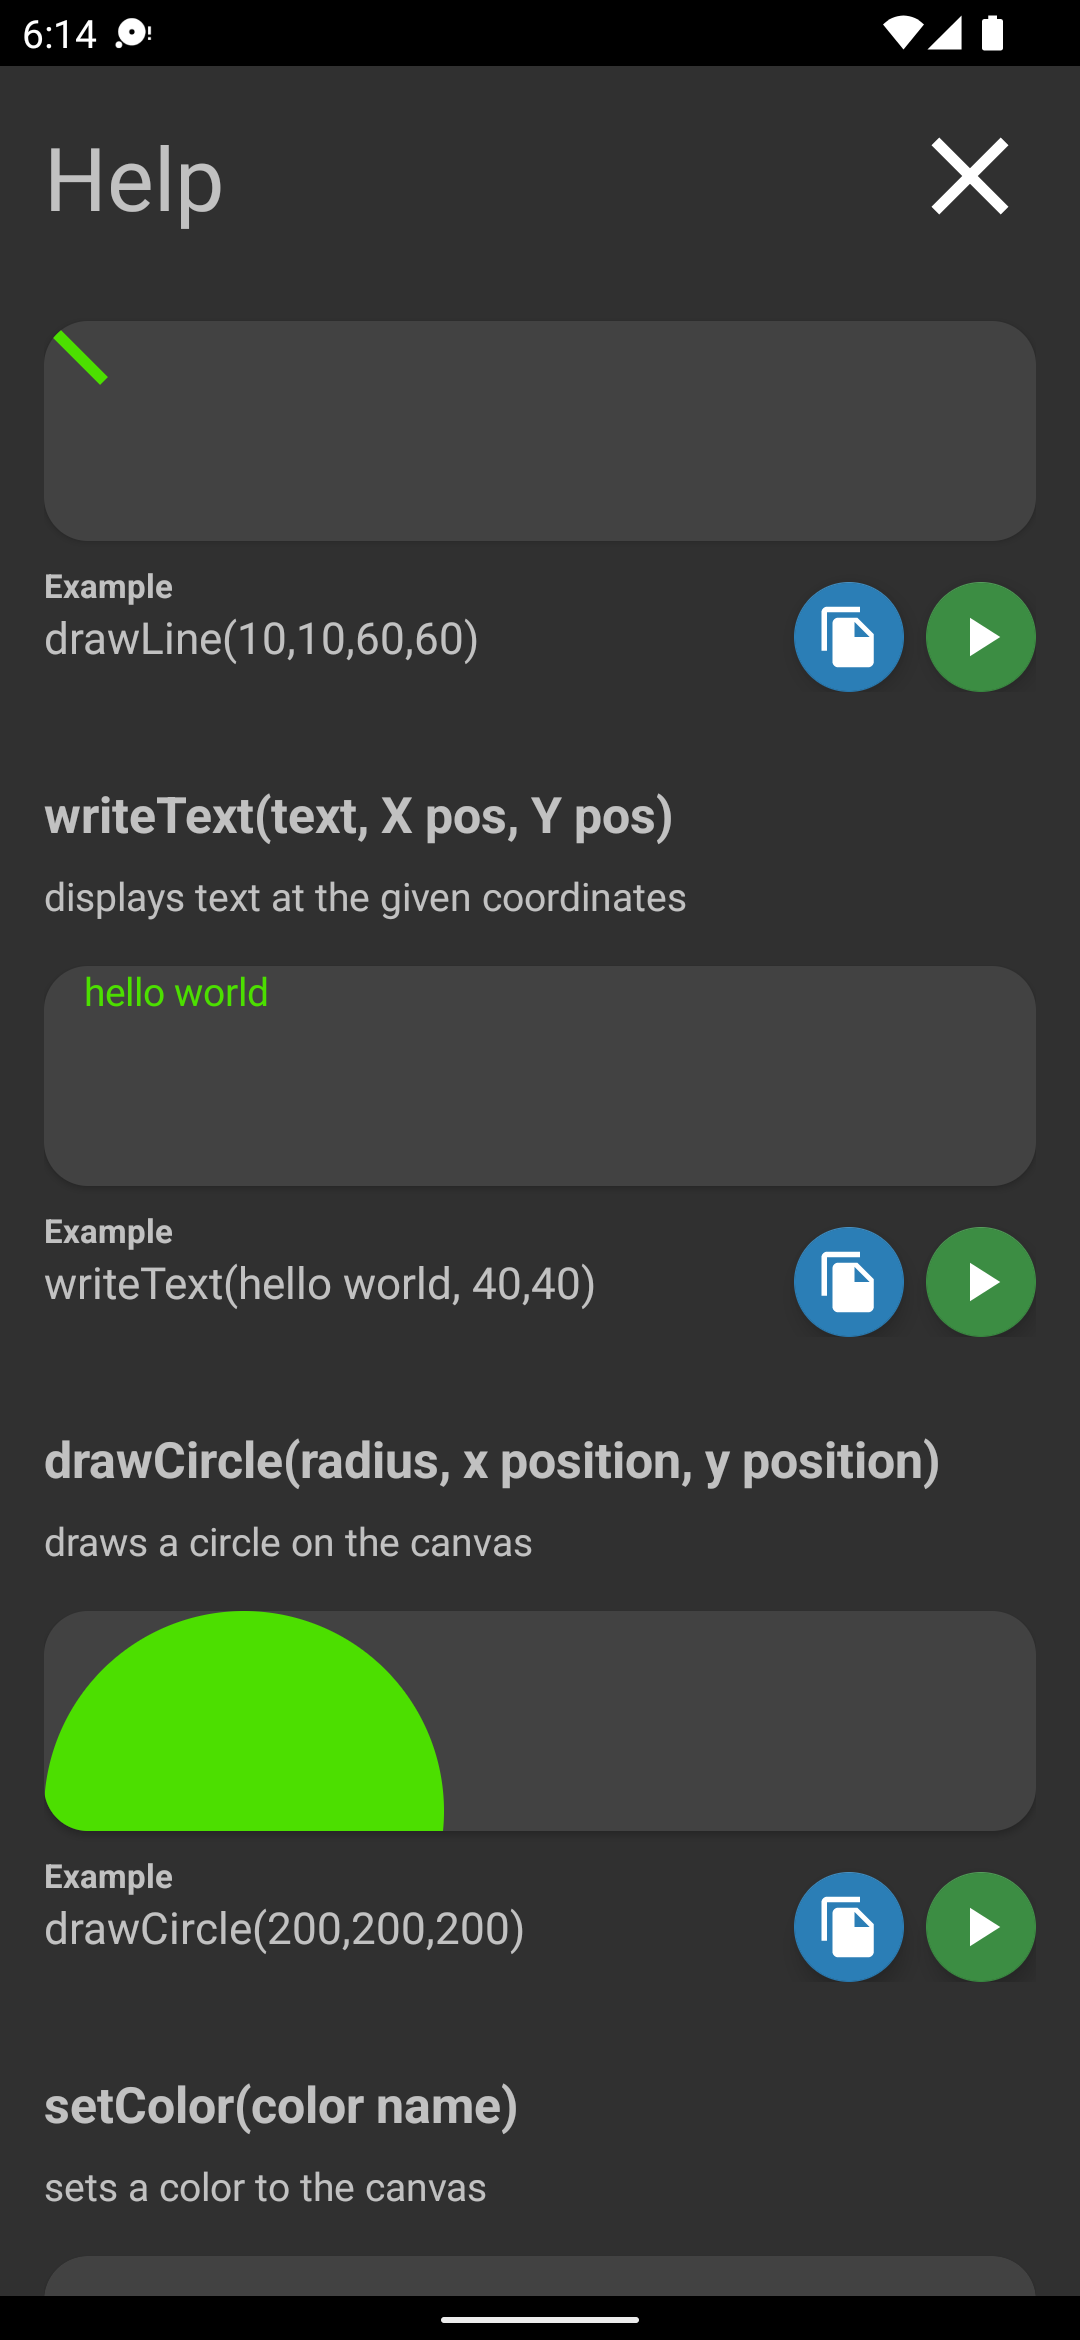 6:14
Help
Example
drawLine(10,10,60,60)
writeText(text, X pos, Y pos)
displays text at the given coordinates
hello world
Example
writeText(hello world, 40,40)
drawCircle(radius, x position, y position)
draws a circle on the canvas
Example
drawCircle(200,200,200)
setColor(color name)
sets a color to the canvas